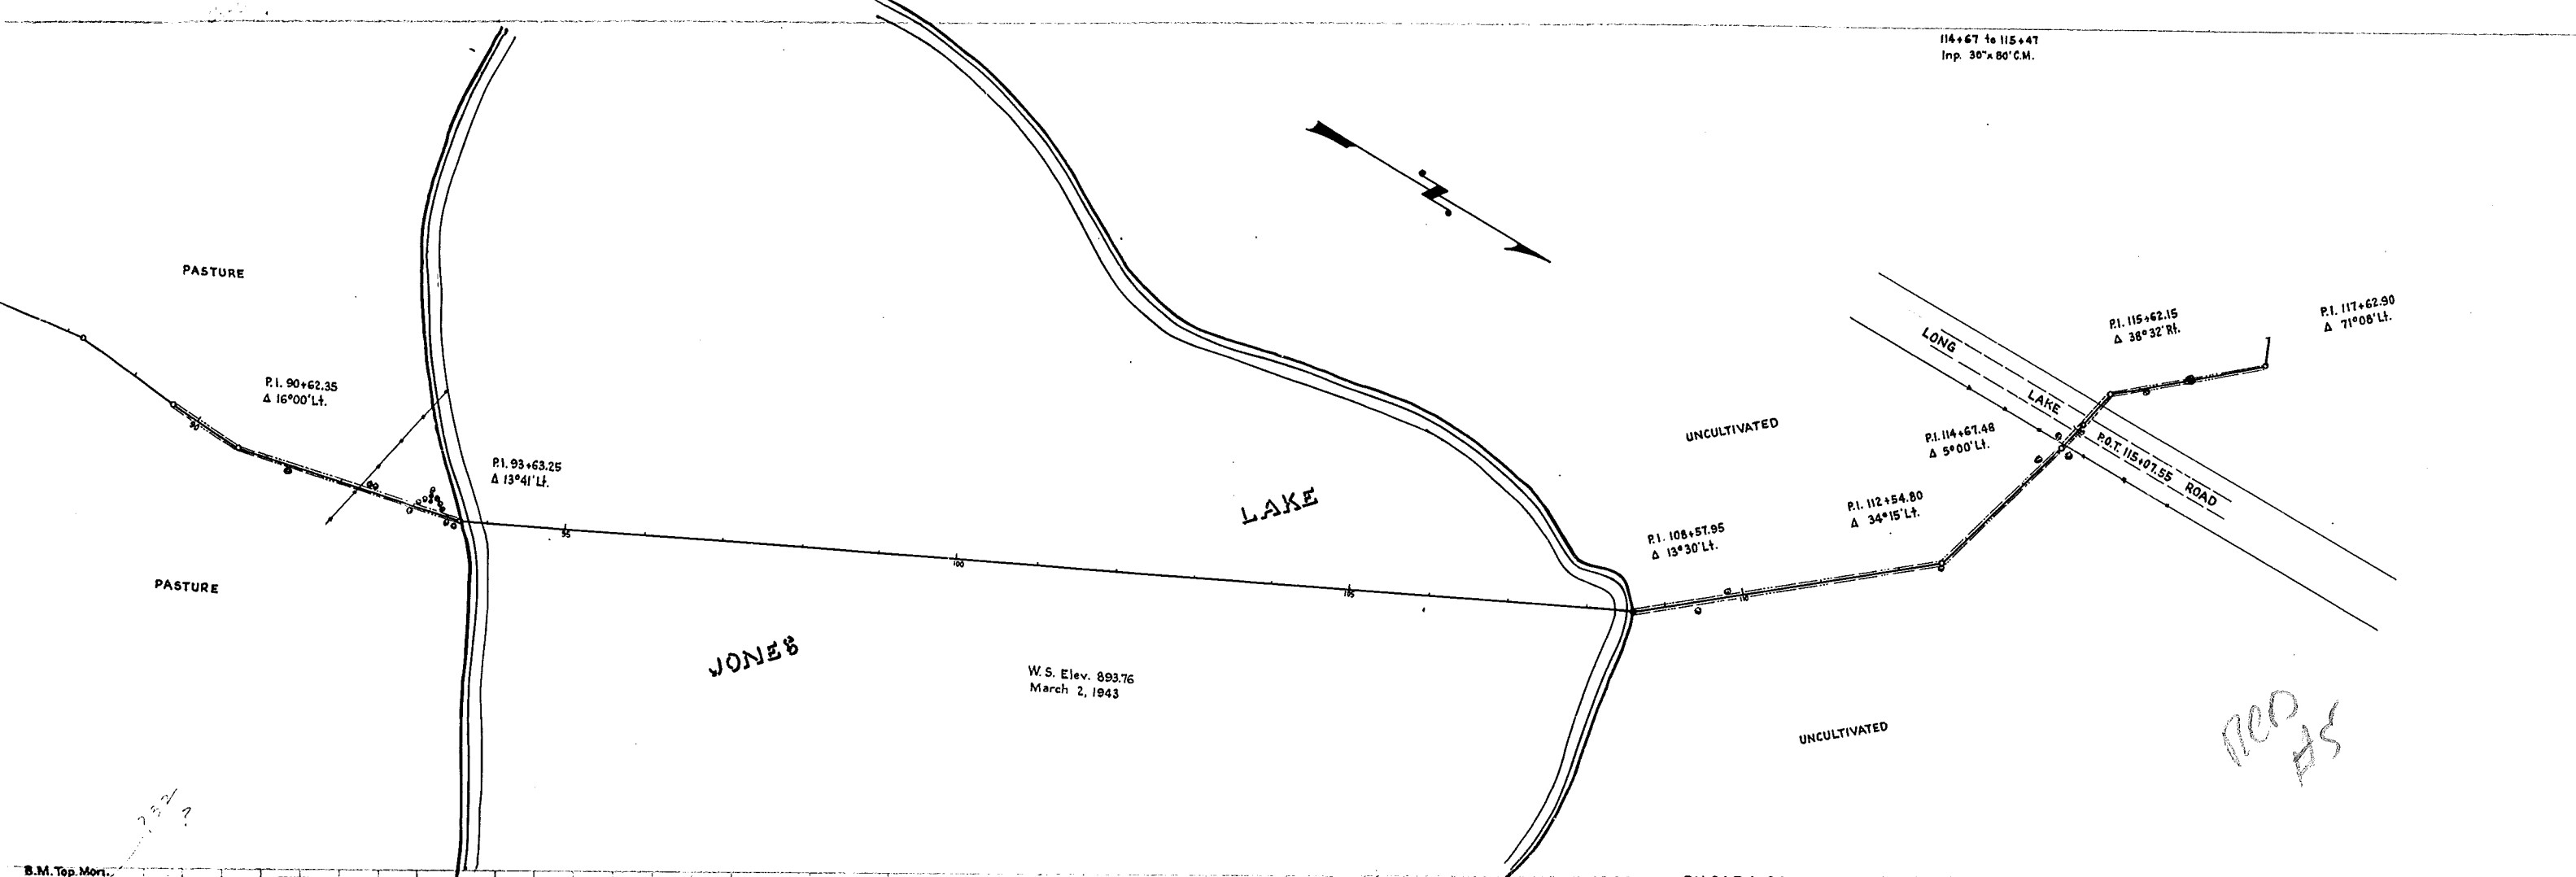 114+67 to 115+47
Inp. 30"x 80' C.M.
PASTURE
P.I. 90+62.35
Δ 16°00' Lt.
90
P.I. 93+63.25
Δ 13°41' Lt.
PASTURE
95
100
105
110
JONES
LAKE
W. S. Elev. 893.76
March 2, 1943
UNCULTIVATED
P.I. 108+57.95
Δ 13°30' Lt.
P.I. 112+54.80
Δ 34°15' Lt.
P.I. 114+67.48
Δ 5°00' Lt.
LONG LAKE ROAD
P.O.T. 115+07.55
P.I. 115+62.15
Δ 38°32' Rt.
P.I. 117+62.90
Δ 71°08' Lt.
UNCULTIVATED
RCD
#5
B.M. Top. Mon.